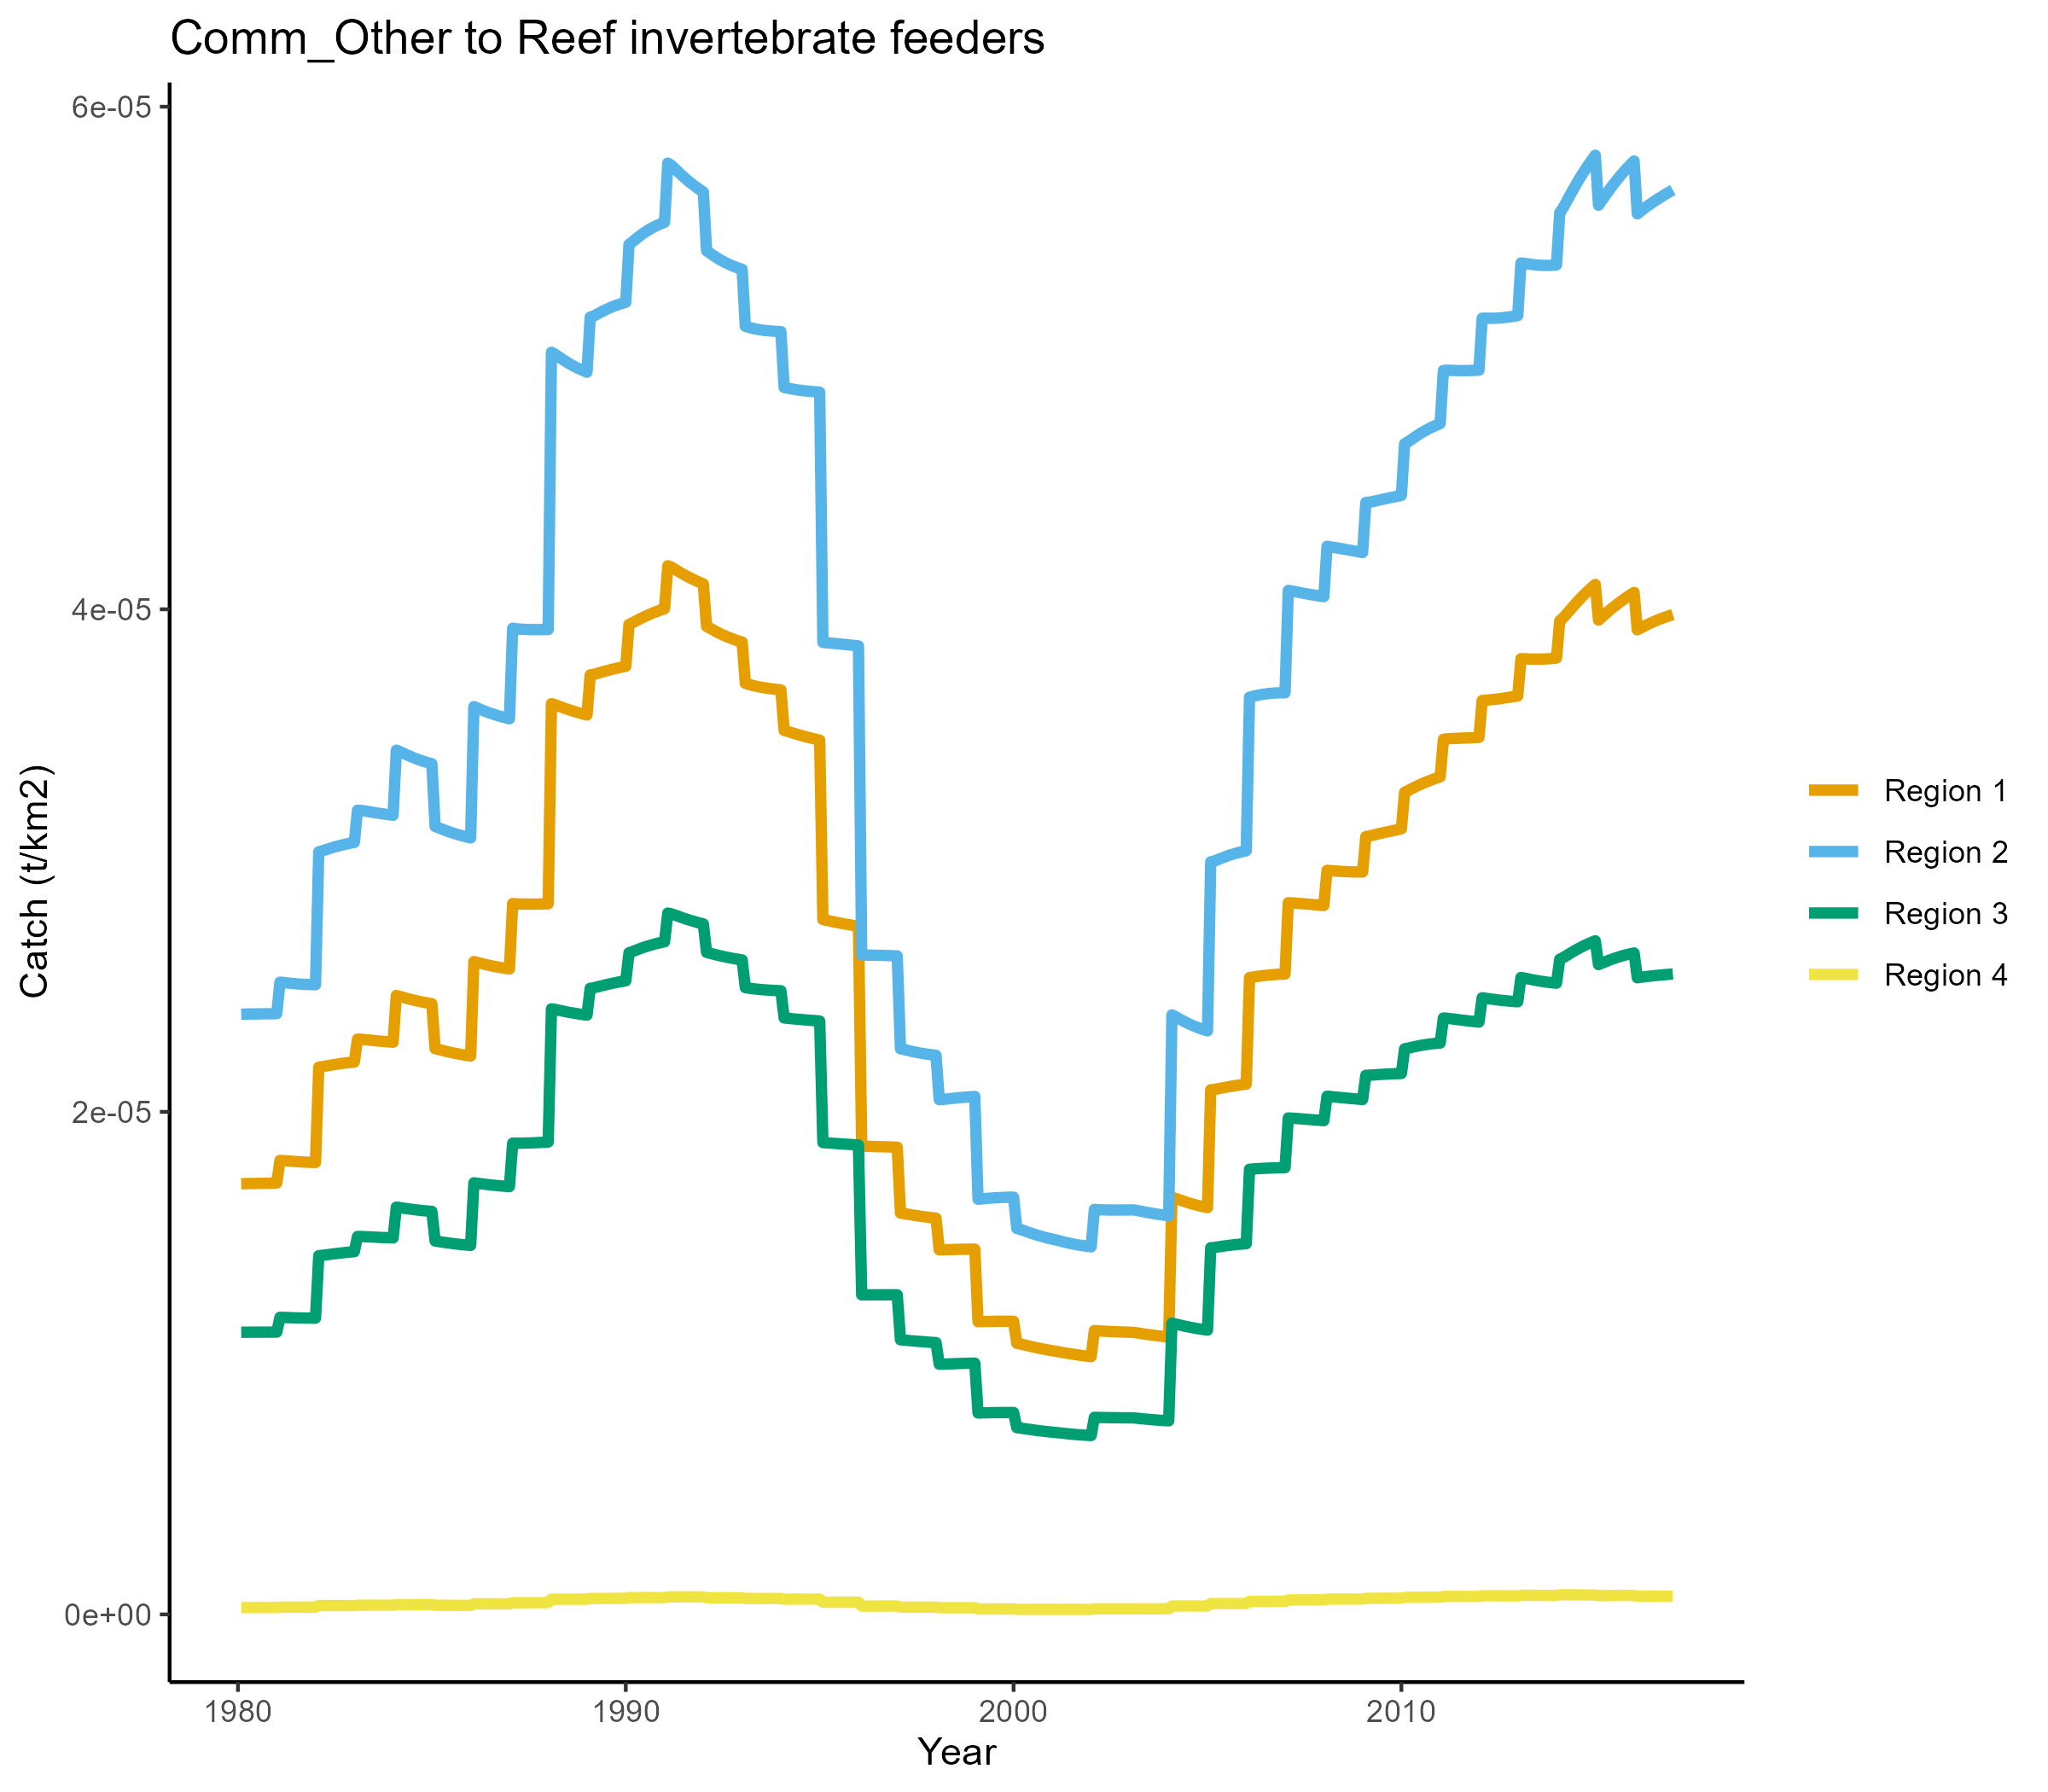 Comm_Other to Reef invertebrate feeders
6e-05
4e-05
2e-05
0e+00
Catch (t/km2)
1980
1990
2000
2010
Year
Region 1
Region 2
Region 3
Region 4